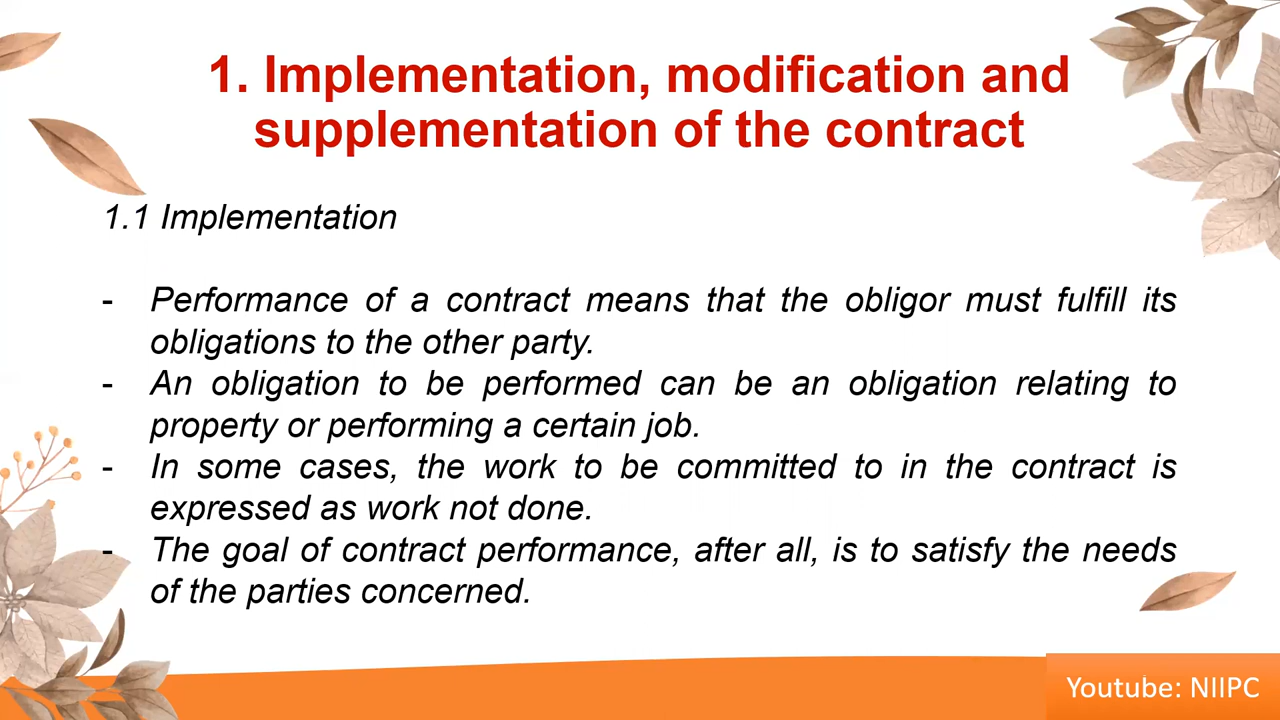 1. Implementation, modification and
supplementation of the contract
1.1 Implementation
- Performance of a contract means that the obligor must fulfill its
obligations to the other party.
- An obligation to be performed can be an obligation relating to
property or performing a certain job.
- In some cases, the work to be committed to in the contract is
expressed as work not done.
- The goal of contract performance, after all, is to satisfy the needs
of the parties concerned.
Youtube: NIIPC